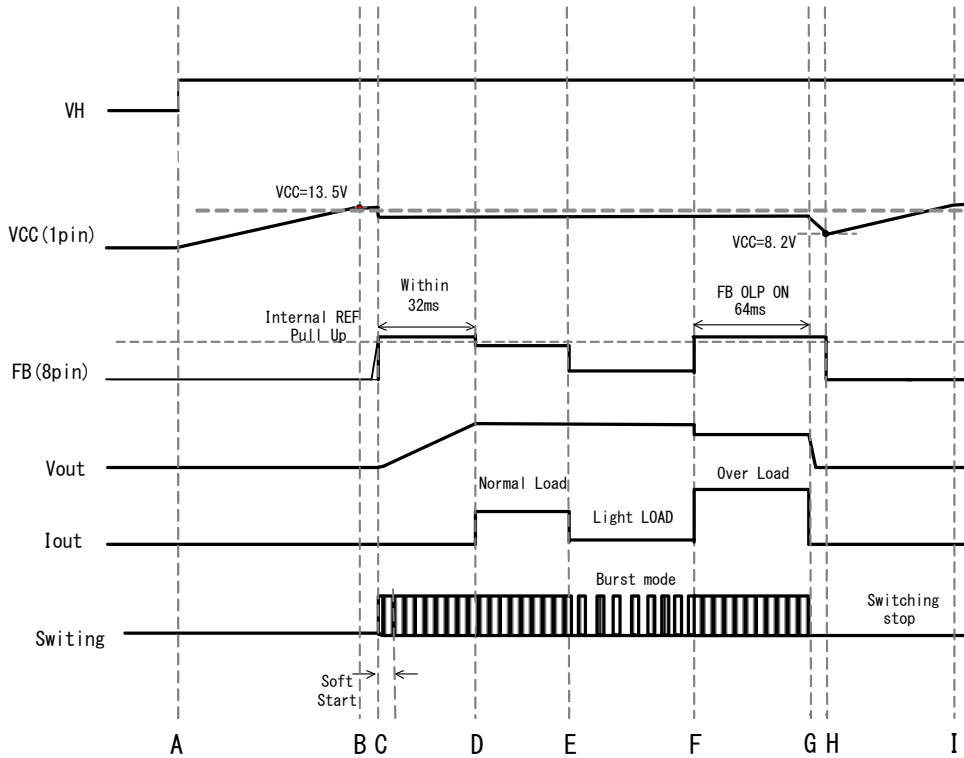 VH
VCC=13.5V
VCC(1pin)
VCC=8.2V
Within
32ms
FB OLP ON
64ms
Internal REF
Pull Up
FB(8pin)
Vout
Normal Load
Over Load
Iout
Light LOAD
Burst mode
Switing
Switching
stop
Soft
Start
A B C D E F G H I